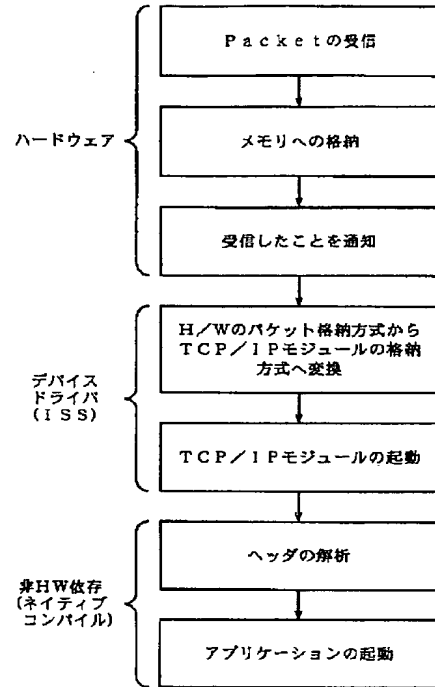 Ｐａｃｋｅｔの受信
メモリへの格納
ハードウェア
受信したことを通知
Ｈ／Ｗのパケット格納方式から
ＴＣＰ／ＩＰモジュールの格納
方式へ変換
デバイス
ドライバ
(ＩＳＳ)
ＴＣＰ／ＩＰモジュールの起動
ヘッダの解析
非HW依存
(ネイティブ
コンパイル)
アプリケーションの起動